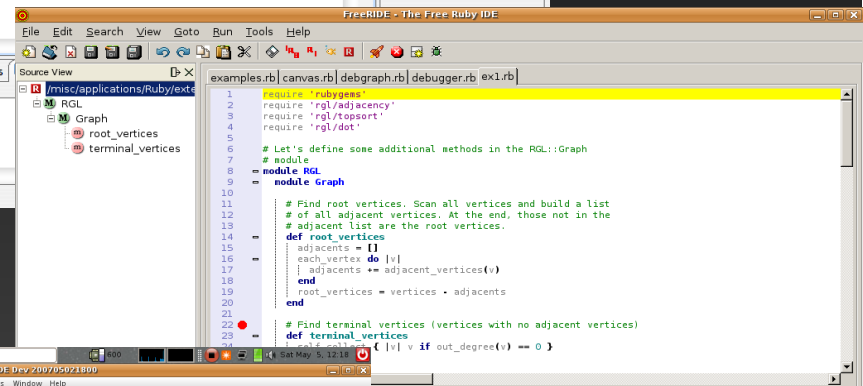 FreeRIDE - The Free Ruby IDE
File Edit Search View Goto Run Tools Help
Source View
examples.rb canvas.rb debgraph.rb debugger.rb ex1.rb
/misc/applications/Ruby/exte
RGL
Graph
root_vertices
terminal_vertices
1 require 'rubygems'
2 require 'rgl/adjacency'
3 require 'rgl/topsort'
4 require 'rgl/dot'
5
6 # Let's define some additional methods in the RGL::Graph
7 # module
8 module RGL
9 module Graph
10
11 # Find root vertices. Scan all vertices and build a list
12 # of all adjacent vertices. At the end, those not in the
13 # adjacent list are the root vertices.
14 def root_vertices
15 adjacents = []
16 each_vertex do |v|
17 adjacents += adjacent_vertices(v)
18 end
19 root_vertices = vertices - adjacents
20 end
21
22 # Find terminal vertices (vertices with no adjacent vertices)
23 def terminal_vertices
24 self.collect { |v| v if out_degree(v) == 0 }
600
Sat May 5, 12:18
DE Dev 200705021800
s Window Help